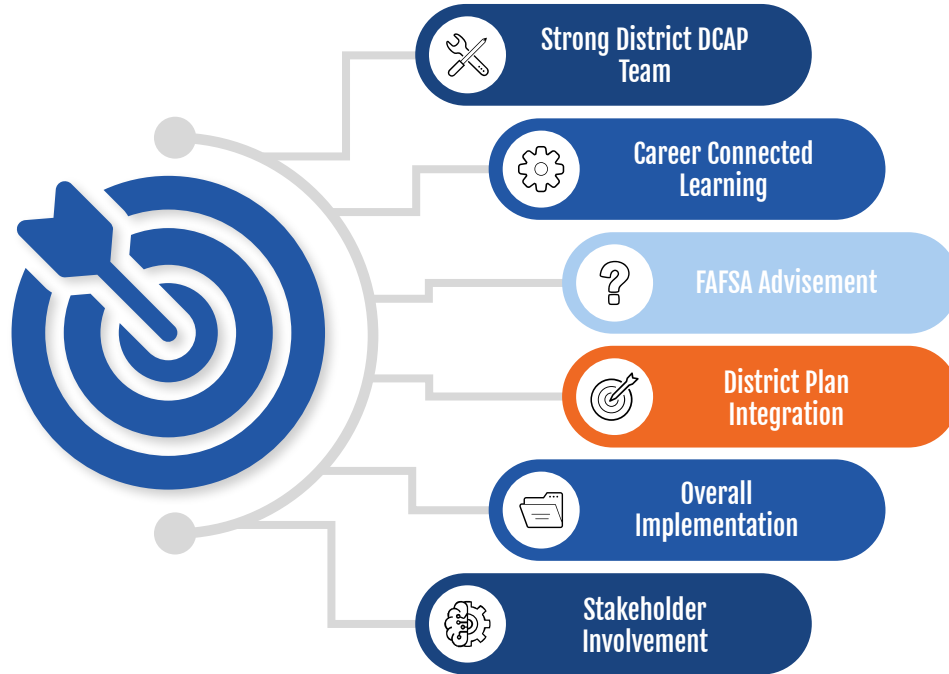 Strong District DCAP
Team
Career Connected
Learning
FAFSA Advisement
District Plan
Integration
Overall
Implementation
Stakeholder
Involvement